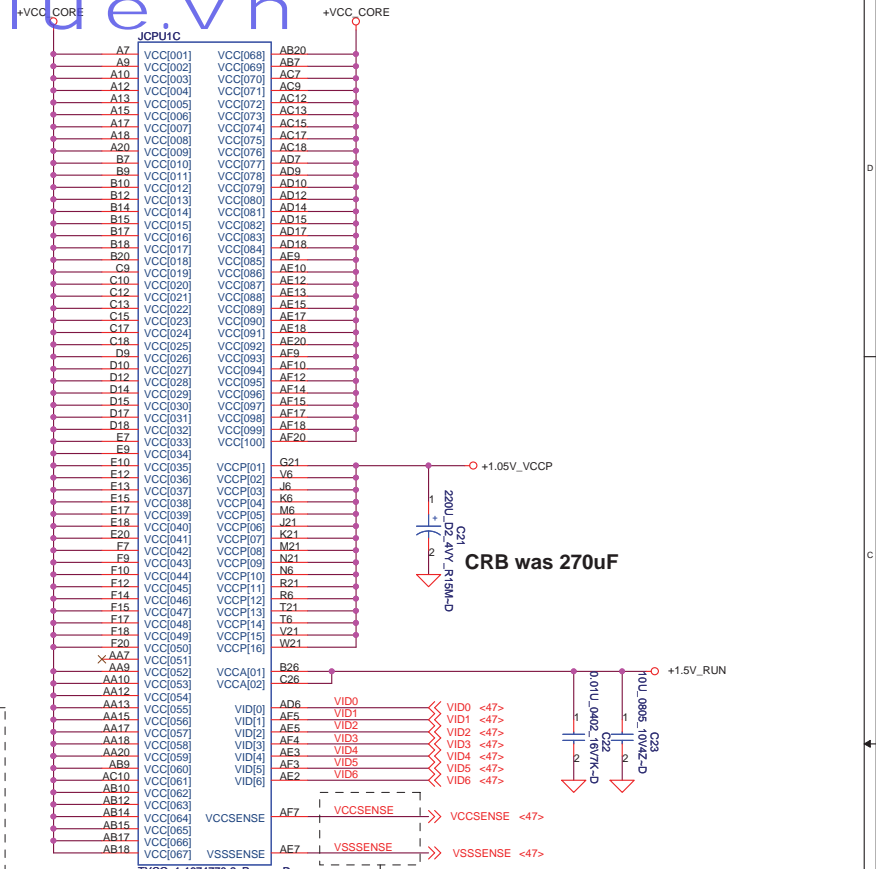 lue.vn
+VCC_CORE
+VCC_CORE
JCPU1C
A7 VCC[001] VCC[068] AB20
A9 VCC[002] VCC[069] AB7
A10 VCC[003] VCC[070] AC7
A12 VCC[004] VCC[071] AC9
A13 VCC[005] VCC[072] AC12
A15 VCC[006] VCC[073] AC13
A17 VCC[007] VCC[074] AC15
A18 VCC[008] VCC[075] AC17
A20 VCC[009] VCC[076] AC18
B7 VCC[010] VCC[077] AD7
B9 VCC[011] VCC[078] AD9
B10 VCC[012] VCC[079] AD10
B12 VCC[013] VCC[080] AD12
B14 VCC[014] VCC[081] AD14
B15 VCC[015] VCC[082] AD15
B17 VCC[016] VCC[083] AD17
B18 VCC[017] VCC[084] AD18
B20 VCC[018] VCC[085] AE9
C9 VCC[019] VCC[086] AE10
C10 VCC[020] VCC[087] AE12
C12 VCC[021] VCC[088] AE13
C13 VCC[022] VCC[089] AE15
C15 VCC[023] VCC[090] AE17
C17 VCC[024] VCC[091] AE18
C18 VCC[025] VCC[092] AE20
D9 VCC[026] VCC[093] AF9
D10 VCC[027] VCC[094] AF10
D12 VCC[028] VCC[095] AF12
D14 VCC[029] VCC[096] AF14
D15 VCC[030] VCC[097] AF15
D17 VCC[031] VCC[098] AF17
D18 VCC[032] VCC[099] AF18
E7 VCC[033] VCC[100] AF20
E9 VCC[034]
E10 VCC[035] VCCP[01] G21 +1.05V_VCCP
E12 VCC[036] VCCP[02] V6
E13 VCC[037] VCCP[03] J6
E15 VCC[038] VCCP[04] K6
E17 VCC[039] VCCP[05] M6
E18 VCC[040] VCCP[06] J21
E20 VCC[041] VCCP[07] K21
F7 VCC[042] VCCP[08] M21
F9 VCC[043] VCCP[09] N21
F10 VCC[044] VCCP[10] N6
F12 VCC[045] VCCP[11] R21
F14 VCC[046] VCCP[12] R6
F15 VCC[047] VCCP[13] T21
F17 VCC[048] VCCP[14] T6
F18 VCC[049] VCCP[15] V21
F20 VCC[050] VCCP[16] W21
AA7 VCC[051]
AA9 VCC[052] VCCA[01] B26 +1.5V_RUN
AA10 VCC[053] VCCA[02] C26
AA12 VCC[054]
AA13 VCC[055] VID[0] AD6 VID0 VID0 <47>
AA15 VCC[056] VID[1] AF5 VID1 VID1 <47>
AA17 VCC[057] VID[2] AE5 VID2 VID2 <47>
AA18 VCC[058] VID[3] AF4 VID3 VID3 <47>
AA20 VCC[059] VID[4] AE3 VID4 VID4 <47>
AB9 VCC[060] VID[5] AF3 VID5 VID5 <47>
AC10 VCC[061] VID[6] AE2 VID6 VID6 <47>
AB10 VCC[062]
AB12 VCC[063]
AB14 VCC[064] VCCSENSE AF7 VCCSENSE VCCSENSE <47>
AB15 VCC[065]
AB17 VCC[066]
AB18 VCC[067] VSSSENSE AE7 VSSSENSE VSSSENSE <47>
1
+
2
C21
220U_D2_4VY_R15M~D
CRB was 270uF
1
2
C22
0.01U_0402_16V7K~D
1
2
C23
10U_0805_10V4Z~D
D
C